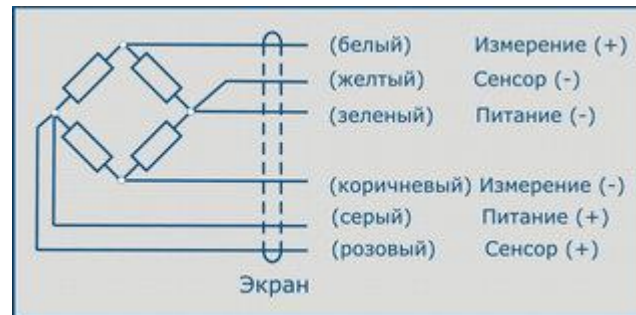 (белый) Измерение (+)
(желтый) Сенсор (-)
(зеленый) Питание (-)
(коричневый) Измерение (-)
(серый) Питание (+)
(розовый) Сенсор (+)
Экран